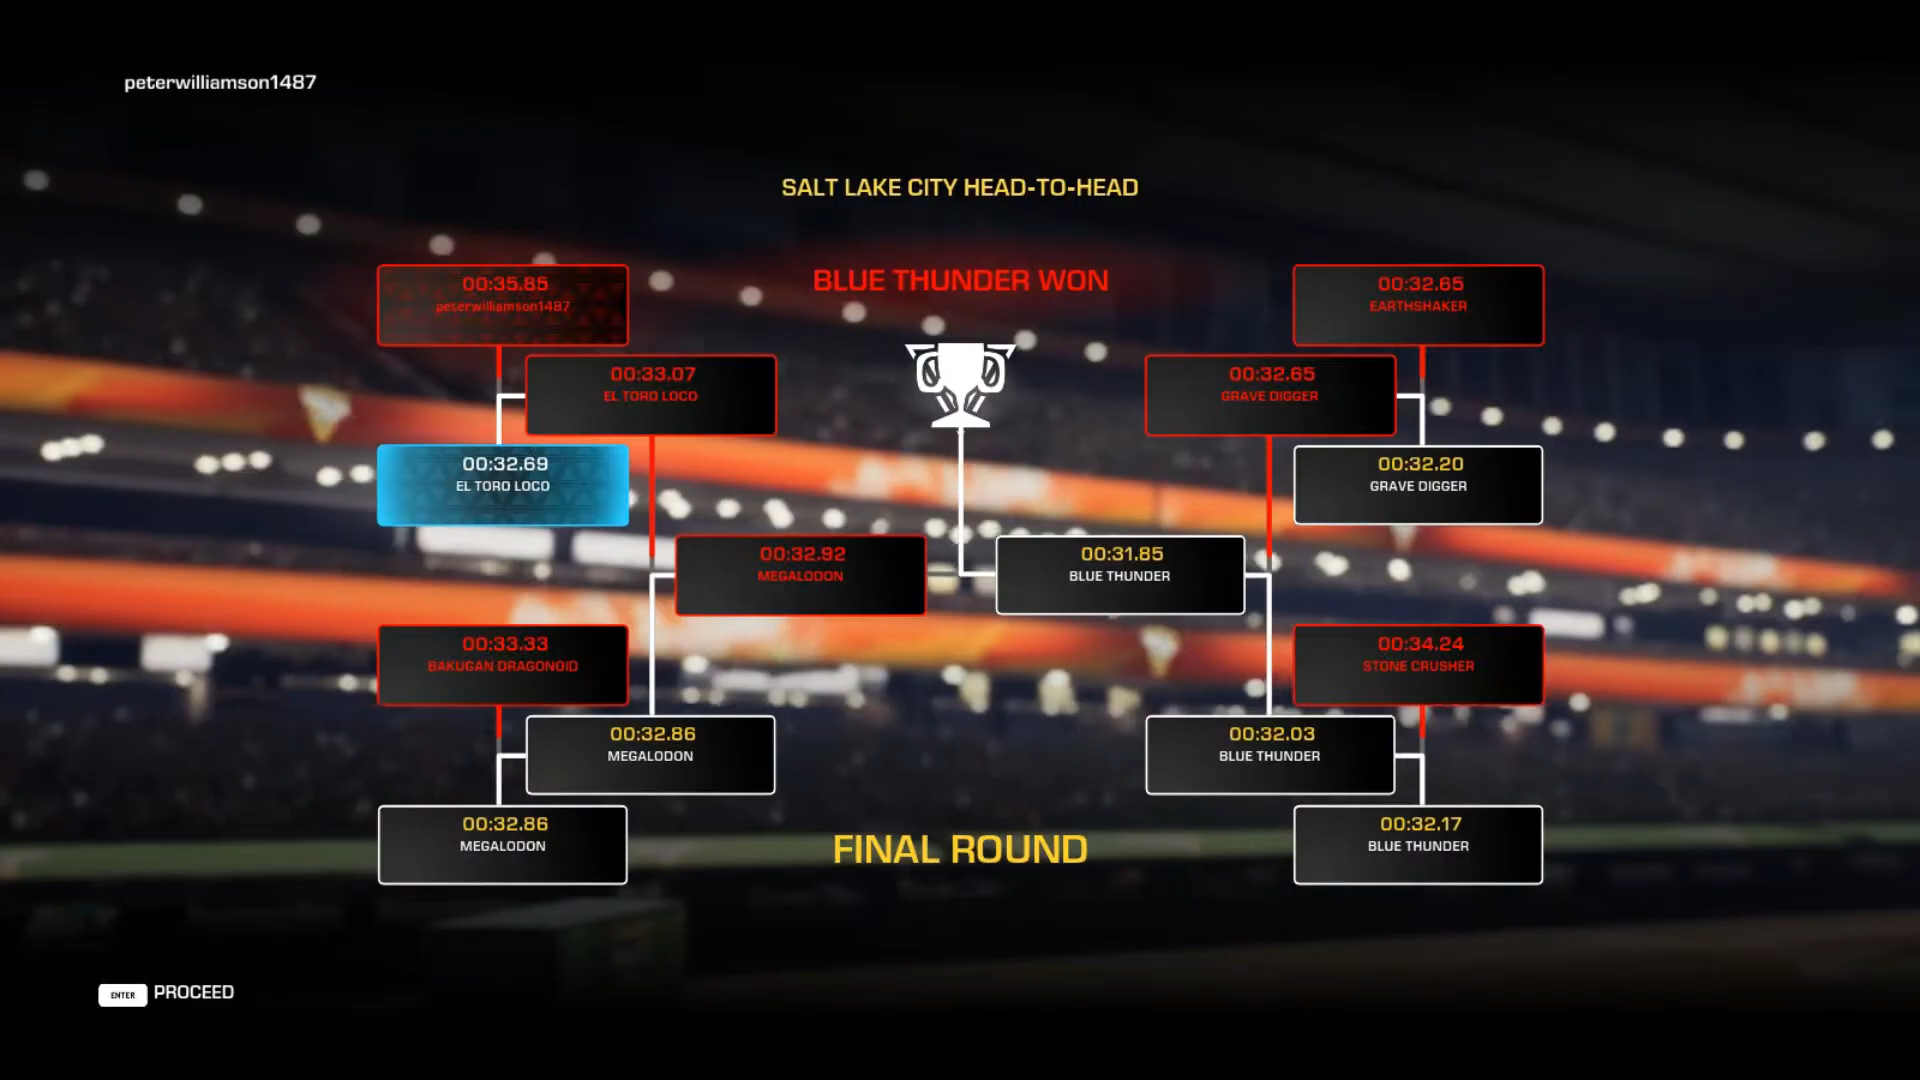 peterwilliamson1487
SALT LAKE CITY HEAD-TO-HEAD
BLUE THUNDER WON
00:35.85
peterwilliamson1487
00:32.65
EARTHSHAKER
00:33.07
EL TORO LOCO
00:32.65
GRAVE DIGGER
00:32.69
EL TORO LOCO
00:32.20
GRAVE DIGGER
00:32.92
MEGALODON
00:31.85
BLUE THUNDER
00:33.33
BAKUGAN DRAGONOID
00:34.24
STONE CRUSHER
00:32.86
MEGALODON
00:32.03
BLUE THUNDER
00:32.86
MEGALODON
FINAL ROUND
00:32.17
BLUE THUNDER
ENTER PROCEED